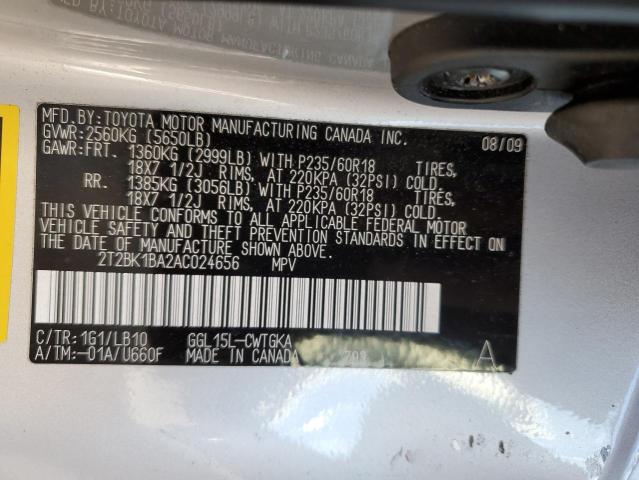 MFD.BY:TOYOTA MOTOR MANUFACTURING CANADA INC.
GVWR:2560KG (5650LB) 08/09
GAWR:FRT. 1360KG (2999LB) WITH P235/60R18 TIRES,
18X7 1/2J RIMS, AT 220KPA (32PSI) COLD.
RR. 1385KG (3056LB) WITH P235/60R18 TIRES,
18X7 1/2J RIMS, AT 220KPA (32PSI) COLD.
THIS VEHICLE CONFORMS TO ALL APPLICABLE FEDERAL MOTOR
VEHICLE SAFETY AND THEFT PREVENTION STANDARDS IN EFFECT ON
THE DATE OF MANUFACTURE SHOWN ABOVE.
2T2BK1BA2AC024656 MPV
C/TR:1G1/LB10 GGL15L-CWTGKA
A/TM:-01A/U660F MADE IN CANADA A